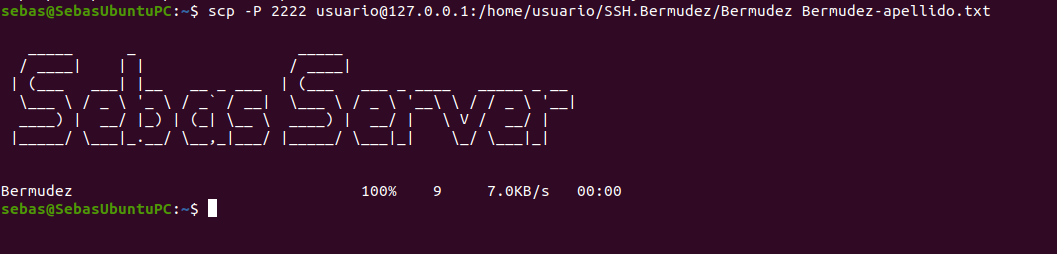 sebas@SebasUbuntuPC:~$ scp -P 2222 usuario@127.0.0.1:/home/usuario/SSH.Bermudez/Bermudez Bermudez-apellido.txt
SebasServer
Bermudez 100% 9 7.0KB/s 00:00
sebas@SebasUbuntuPC:~$